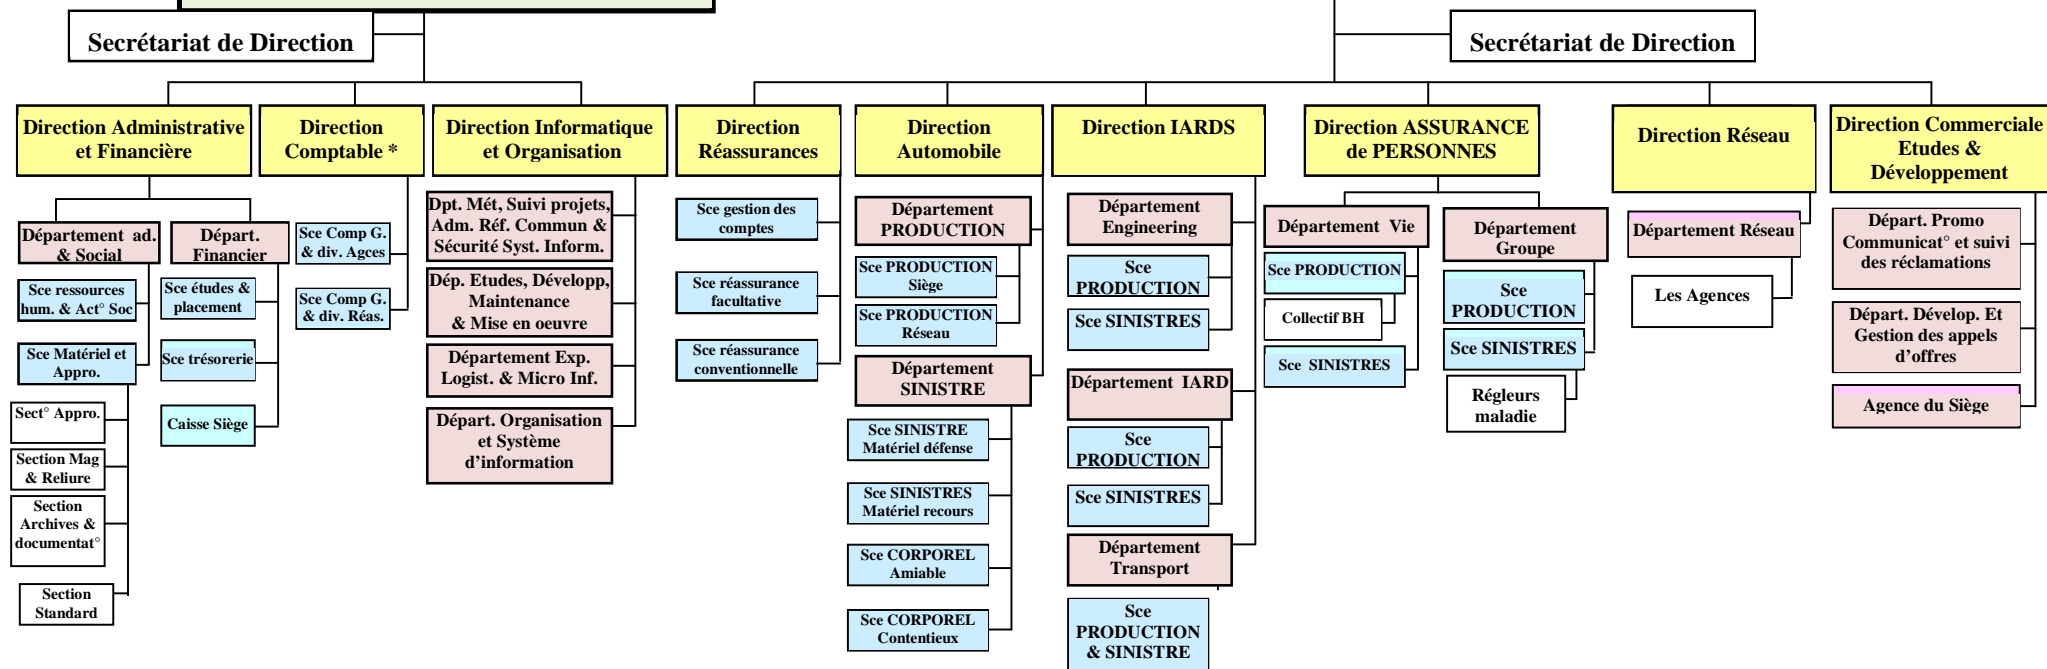 Secrétariat de Direction
Secrétariat de Direction
Direction Administrative
et Financière
Direction
Comptable *
Direction Informatique
et Organisation
Direction
Réassurances
Direction
Automobile
Direction IARDS
Direction ASSURANCE
de PERSONNES
Direction Réseau
Direction Commerciale
Etudes &
Développement
Département ad.
& Social
Sce ressources
hum. & Act° Soc
Sce Matériel et
Appro.
Sect° Appro.
Section Mag
& Reliure
Section
Archives &
documentat°
Section
Standard
Départ.
Financier
Sce études &
placement
Sce trésorerie
Caisse Siège
Sce Comp G.
& div. Agces
Sce Comp G.
& div. Réas.
Dpt. Mét, Suivi projets,
Adm. Réf. Commun &
Sécurité Syst. Inform.
Dép. Etudes, Développ,
Maintenance
& Mise en oeuvre
Département Exp.
Logist. & Micro Inf.
Départ. Organisation
et Système
d’information
Sce gestion des
comptes
Sce réassurance
facultative
Sce réassurance
conventionnelle
Département
PRODUCTION
Sce PRODUCTION
Siège
Sce PRODUCTION
Réseau
Département
SINISTRE
Sce SINISTRE
Matériel défense
Sce SINISTRES
Matériel recours
Sce CORPOREL
Amiable
Sce CORPOREL
Contentieux
Département
Engineering
Sce
PRODUCTION
Sce SINISTRES
Département IARD
Sce
PRODUCTION
Sce SINISTRES
Département
Transport
Sce
PRODUCTION
& SINISTRE
Département Vie
Sce PRODUCTION
Collectif BH
Sce SINISTRES
Département
Groupe
Sce
PRODUCTION
Sce SINISTRES
Régleurs
maladie
Département Réseau
Les Agences
Départ. Promo
Communicat° et suivi
des réclamations
Départ. Dévelop. Et
Gestion des appels
d’offres
Agence du Siège